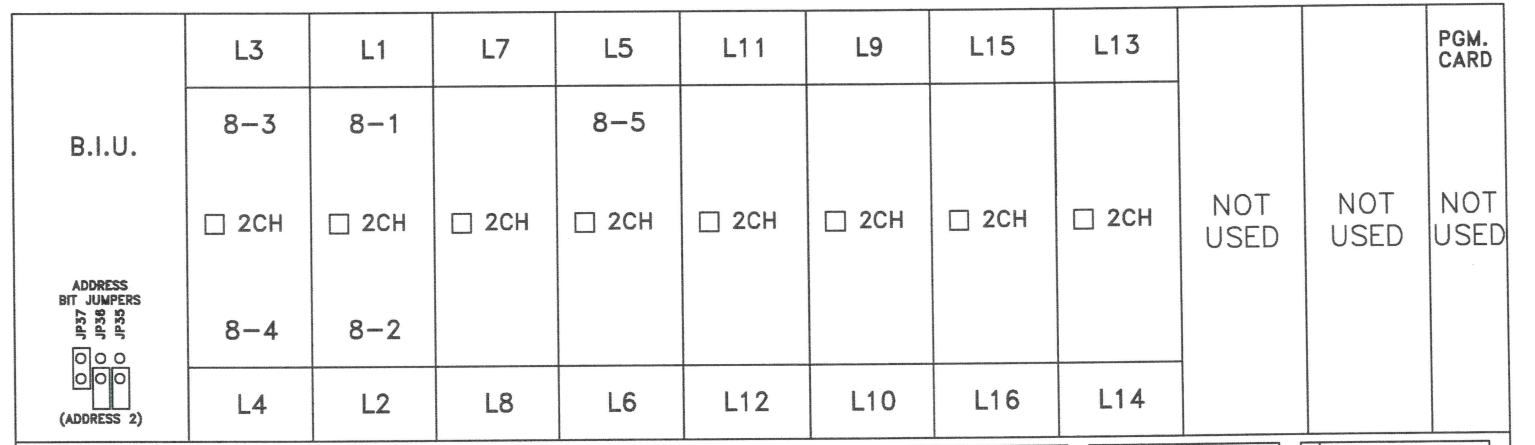 L3 L1 L7 L5 L11 L9 L15 L13 PGM.
CARD
8-3 8-1 8-5
B.I.U.
□ 2CH □ 2CH □ 2CH □ 2CH □ 2CH □ 2CH □ 2CH □ 2CH
NOT
USED
NOT
USED
NOT
USED
ADDRESS
BIT JUMPERS
JP37
JP36
JP35
8-4 8-2
(ADDRESS 2)
L4 L2 L8 L6 L12 L10 L16 L14